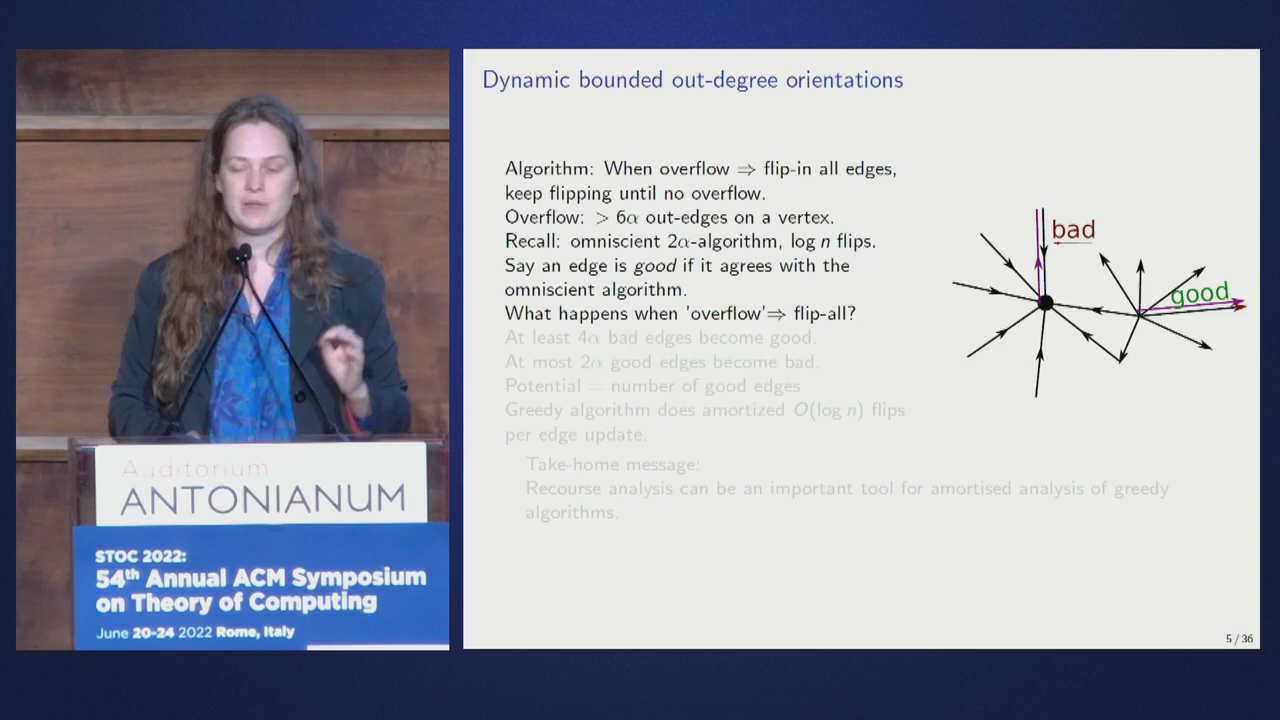 Dynamic bounded out-degree orientations
Algorithm: When overflow ⇒ flip-in all edges,
keep flipping until no overflow.
Overflow: > 6α out-edges on a vertex.
Recall: omniscient 2α-algorithm, log n flips.
Say an edge is good if it agrees with the
omniscient algorithm.
What happens when 'overflow'⇒ flip-all?
At least 4α bad edges become good.
At most 2α good edges become bad.
Potential = number of good edges
Greedy algorithm does amortized O(log n) flips
per edge update.
Take-home message:
Recourse analysis can be an important tool for amortised analysis of greedy
algorithms.
bad
good
5 / 36
Auditorium
ANTONIANUM
STOC 2022:
54th Annual ACM Symposium
on Theory of Computing
June 20-24 2022 Rome, Italy